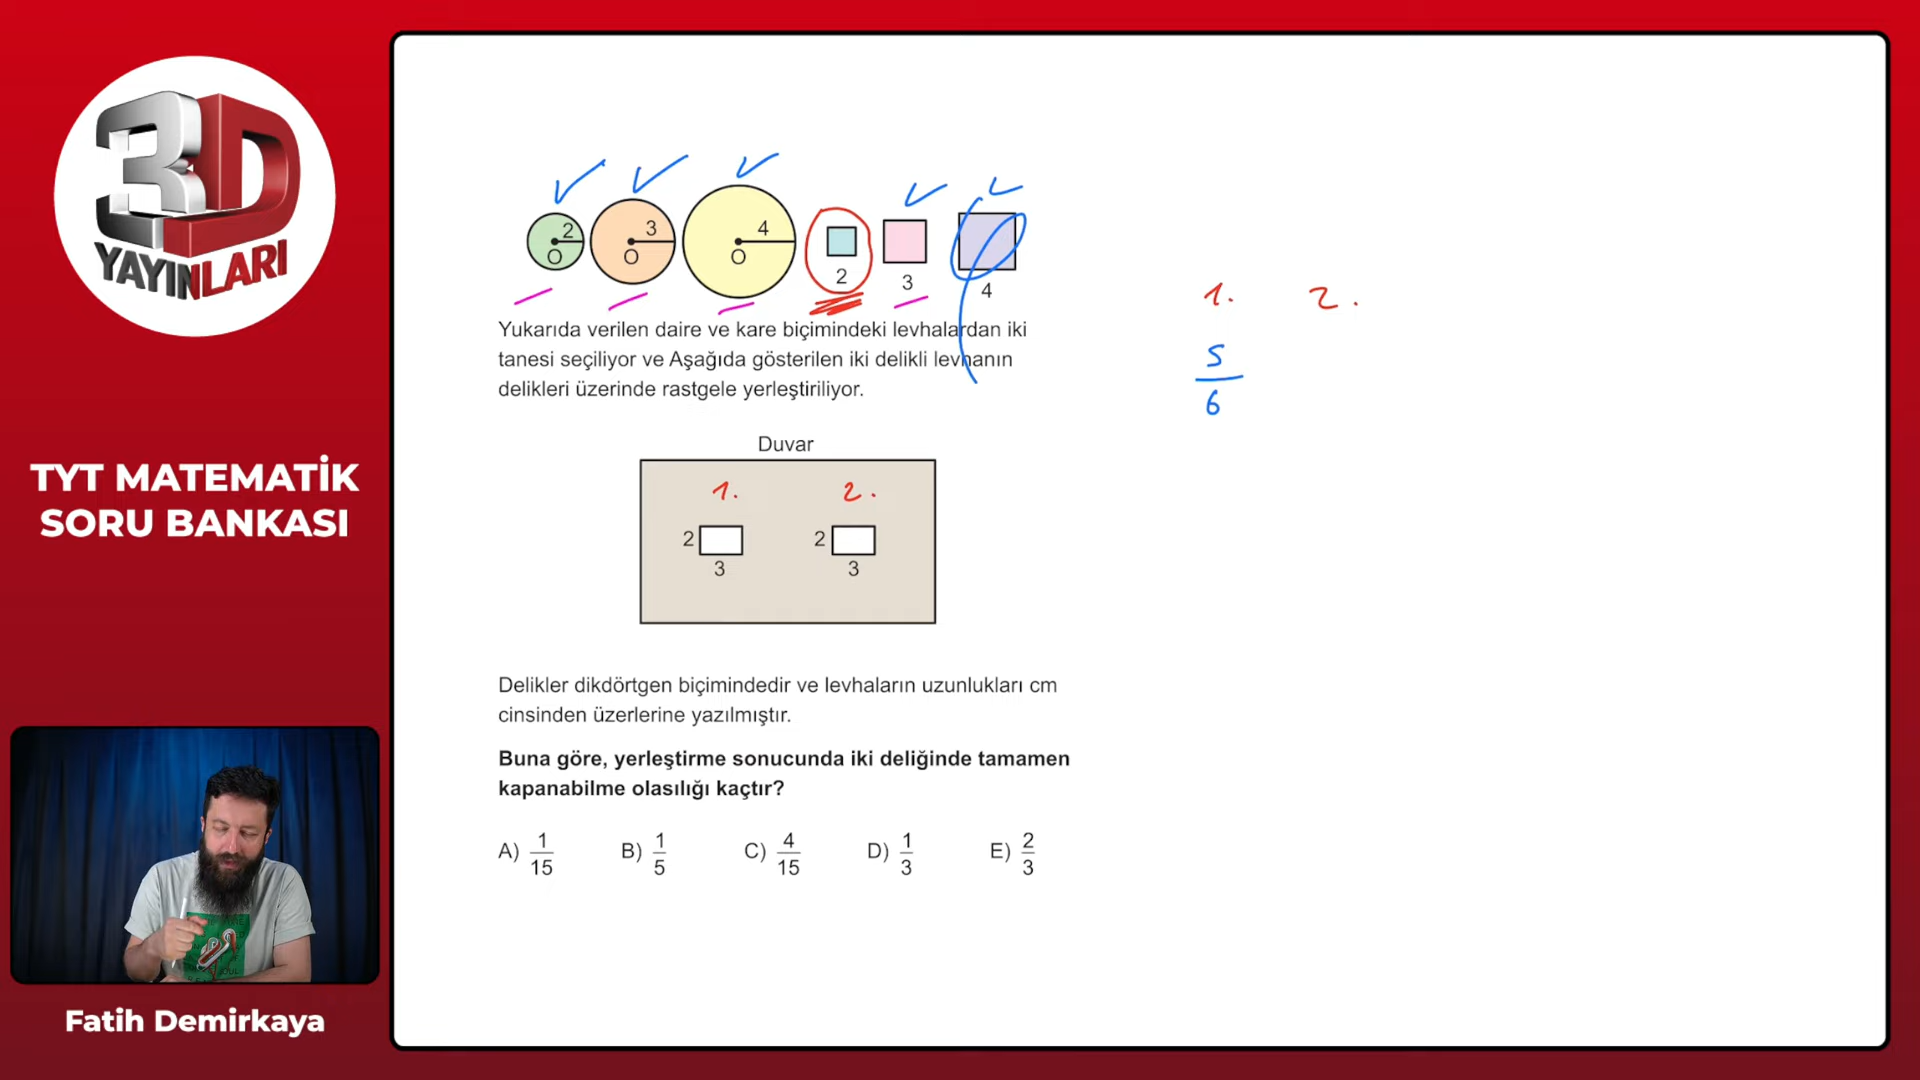 3D
YAYINLARI
TYT MATEMATİK
SORU BANKASI
Fatih Demirkaya
2 3 4
O O O
2 3 4
Yukarıda verilen daire ve kare biçimindeki levhalardan iki
tanesi seçiliyor ve Aşağıda gösterilen iki delikli levhanın
delikleri üzerinde rastgele yerleştiriliyor.
Duvar
1. 2.
2 2
3 3
Delikler dikdörtgen biçimindedir ve levhaların uzunlukları cm
cinsinden üzerlerine yazılmıştır.
Buna göre, yerleştirme sonucunda iki deliğinde tamamen
kapanabilme olasılığı kaçtır?
A) 1/15 B) 1/5 C) 4/15 D) 1/3 E) 2/3
1. 2.
5
6